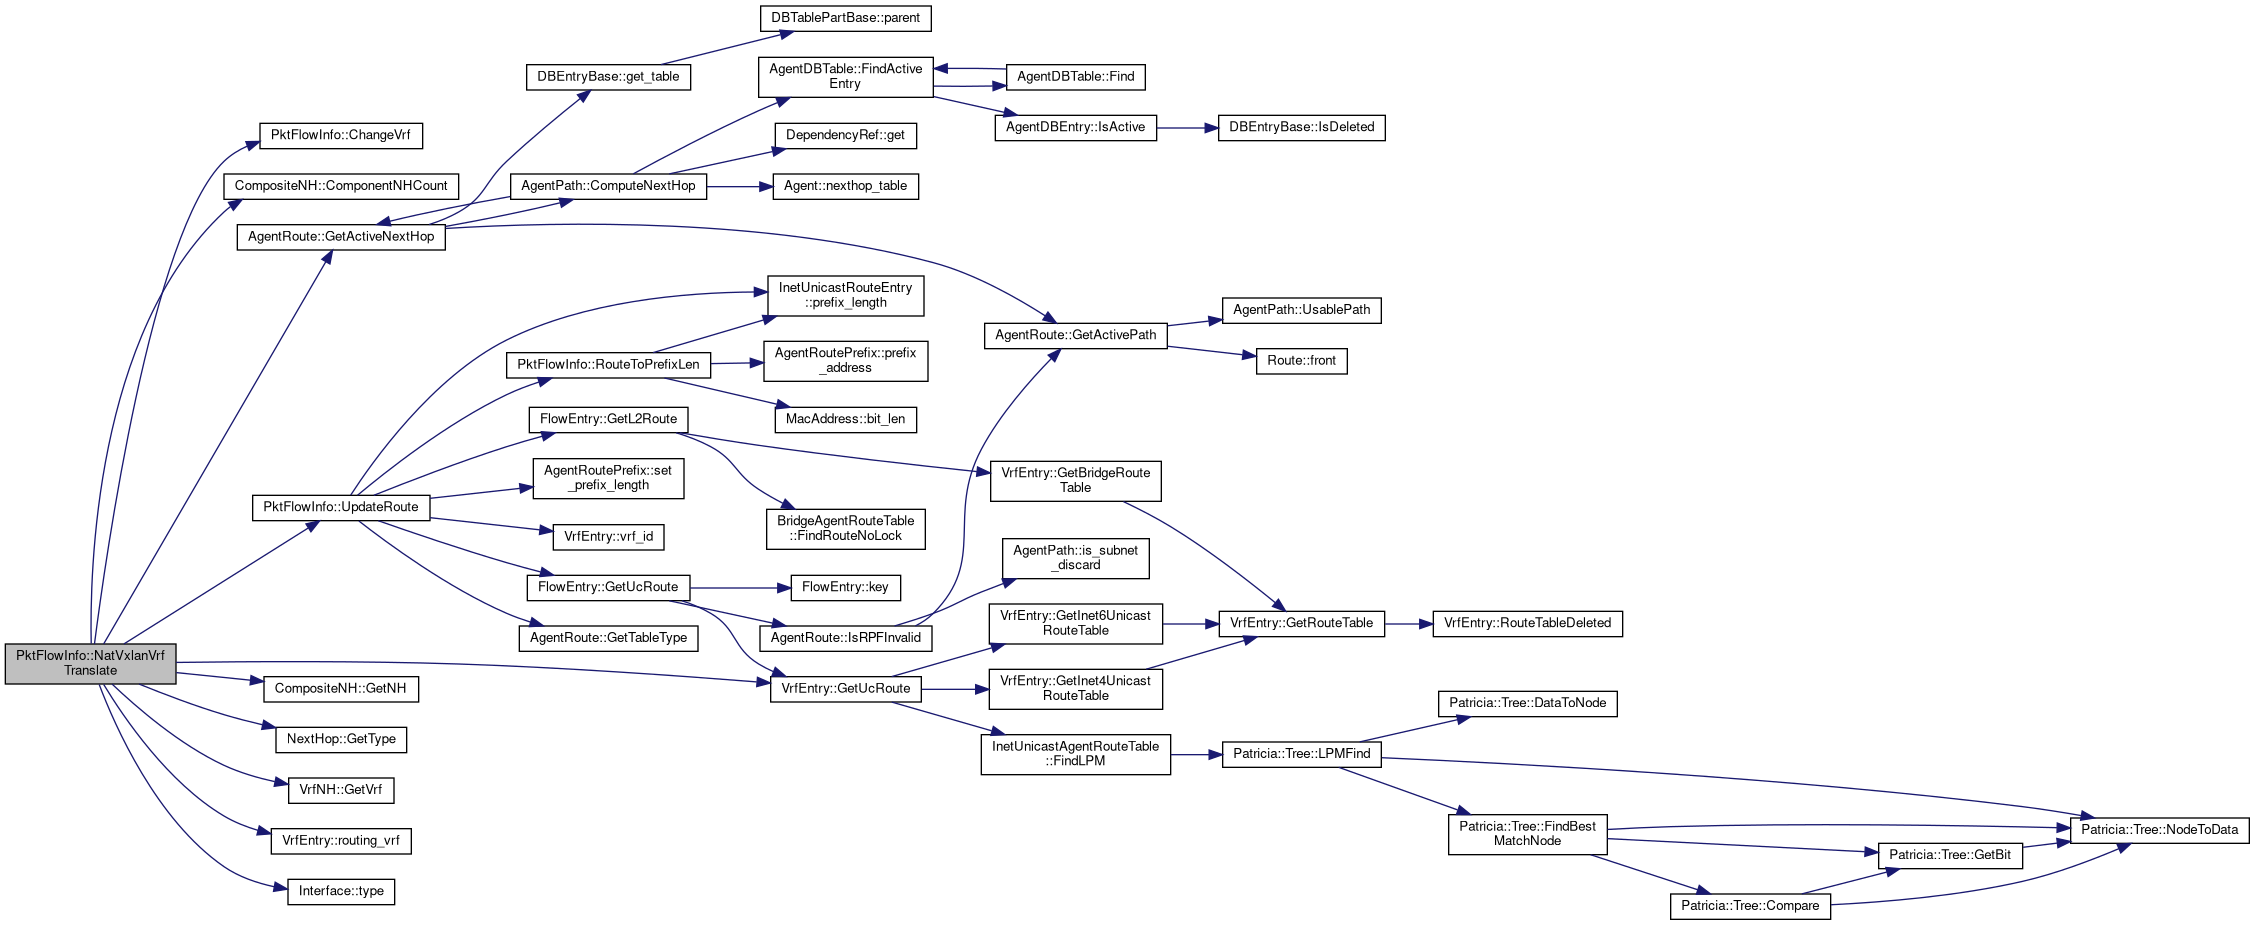 DBTablePartBase::parent
DBEntryBase::get_table
AgentDBTable::FindActive
Entry
AgentDBTable::Find
PktFlowInfo::ChangeVrf
DependencyRef::get
AgentDBEntry::IsActive
DBEntryBase::IsDeleted
CompositeNH::ComponentNHCount
AgentPath::ComputeNextHop
Agent::nexthop_table
AgentRoute::GetActiveNextHop
InetUnicastRouteEntry
::prefix_length
AgentPath::UsablePath
AgentRoute::GetActivePath
Route::front
PktFlowInfo::RouteToPrefixLen
AgentRoutePrefix::prefix
_address
FlowEntry::GetL2Route
MacAddress::bit_len
AgentRoutePrefix::set
_prefix_length
VrfEntry::GetBridgeRoute
Table
PktFlowInfo::UpdateRoute
VrfEntry::vrf_id
BridgeAgentRouteTable
::FindRouteNoLock
AgentPath::is_subnet
_discard
FlowEntry::GetUcRoute
FlowEntry::key
AgentRoute::GetTableType
AgentRoute::IsRPFInvalid
VrfEntry::GetInet6Unicast
RouteTable
VrfEntry::GetRouteTable
VrfEntry::RouteTableDeleted
PktFlowInfo::NatVxlanVrf
Translate
CompositeNH::GetNH
VrfEntry::GetUcRoute
VrfEntry::GetInet4Unicast
RouteTable
Patricia::Tree::DataToNode
NextHop::GetType
InetUnicastAgentRouteTable
::FindLPM
Patricia::Tree::LPMFind
VrfNH::GetVrf
VrfEntry::routing_vrf
Patricia::Tree::FindBest
MatchNode
Patricia::Tree::NodeToData
Patricia::Tree::GetBit
Interface::type
Patricia::Tree::Compare